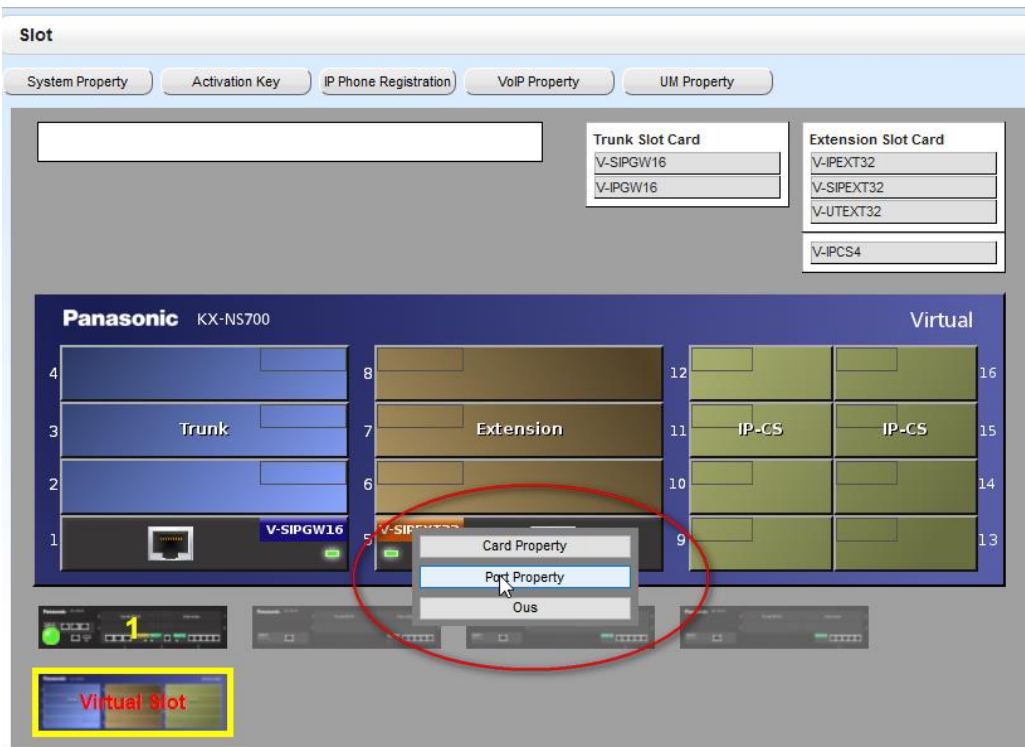 Slot
System Property
Activation Key
IP Phone Registration
VoIP Property
UM Property
Trunk Slot Card
V-SIPGW16
V-IPGW16
Extension Slot Card
V-IPEXT32
V-SIPEXT32
V-UTEXT32
V-IPCS4
Panasonic KX-NS700
Virtual
4
8
12
16
3
Trunk
7
Extension
11
IP-CS
IP-CS
15
2
6
10
14
1
V-SIPGW16
5
V-SIPEXT32
9
13
Card Property
Port Property
Ous
1
Virtual Slot